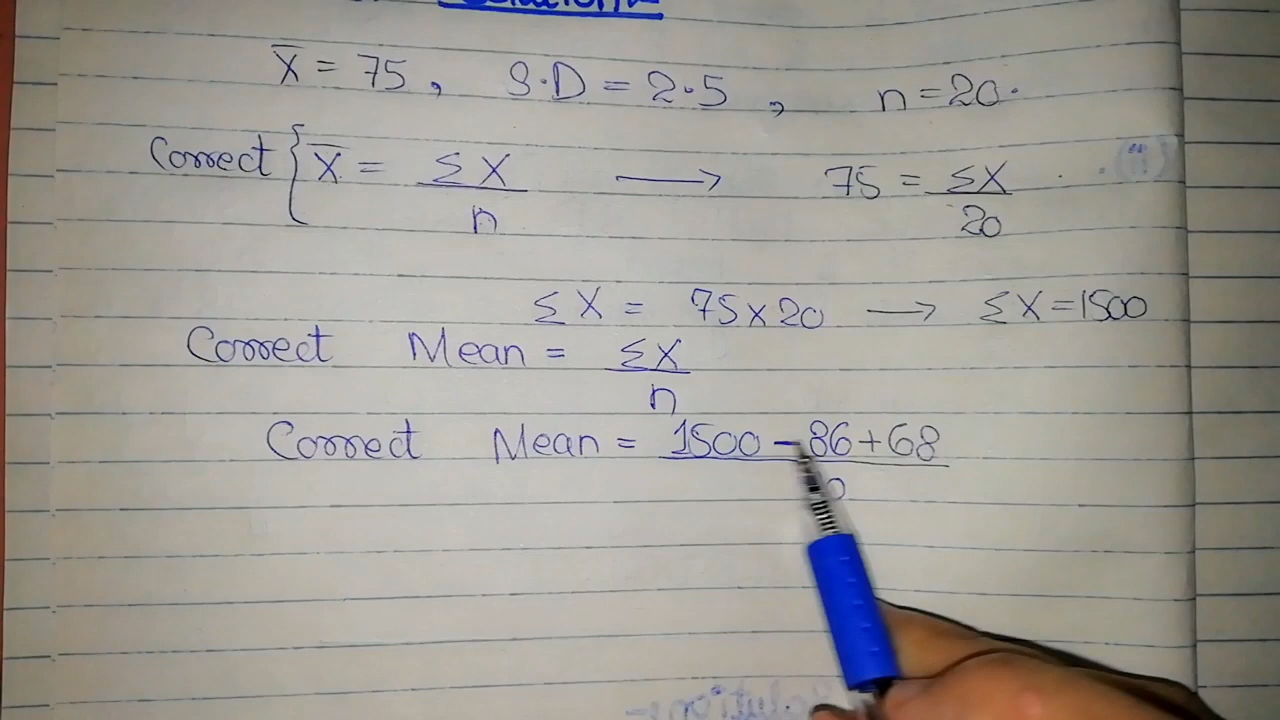 X̄ = 75, S.D = 2.5, n = 20.
Correct { X̄ = ΣX / n → 75 = ΣX / 20
ΣX = 75 x 20 → ΣX = 1500
Correct Mean = ΣX / n
Correct Mean = 1500 - 86 + 68
0